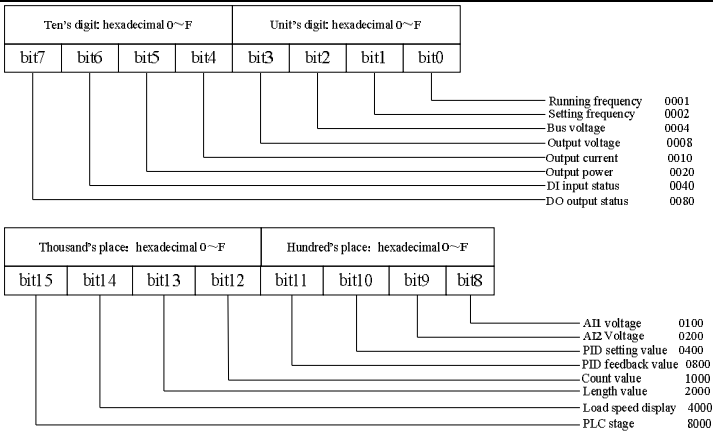 Ten's digit: hexadecimal 0～F Unit's digit: hexadecimal 0～F
bit7 bit6 bit5 bit4 bit3 bit2 bit1 bit0
Running frequency 0001
Setting frequency 0002
Bus voltage 0004
Output voltage 0008
Output current 0010
Output power 0020
DI input status 0040
DO output status 0080
Thousand's place: hexadecimal 0～F Hundred's place: hexadecimal 0～F
bit15 bit14 bit13 bit12 bit11 bit10 bit9 bit8
AI1 voltage 0100
AI2 Voltage 0200
PID setting value 0400
PID feedback value 0800
Count value 1000
Length value 2000
Load speed display 4000
PLC stage 8000